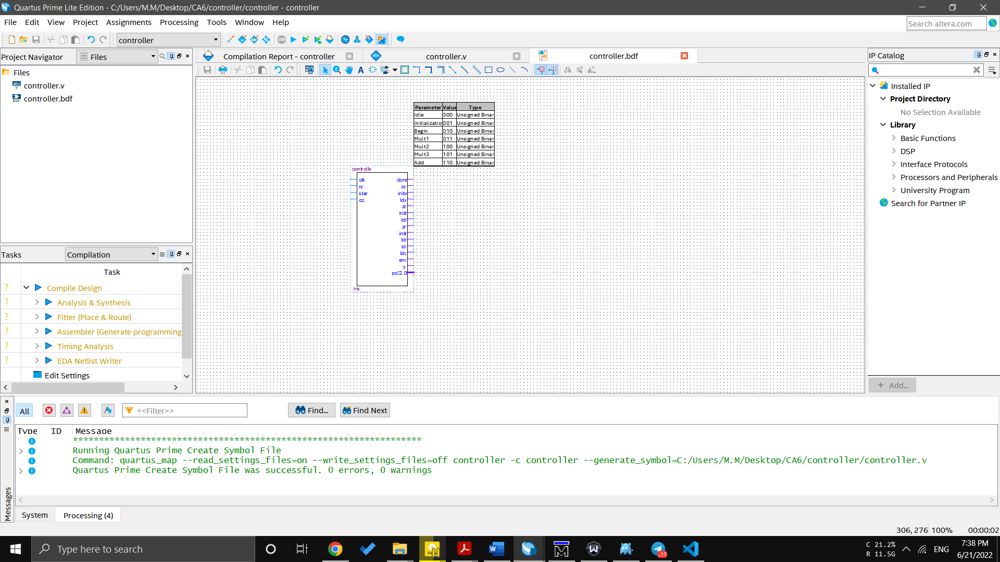 Quartus Prime Lite Edition - C:/Users/M.M/Desktop/CA6/controller/controller - controller
File Edit View Project Assignments Processing Tools Window Help
Search altera.com
controller
Project Navigator Files
Files
controller.v
controller.bdf
Tasks Compilation
Task
Compile Design
Analysis & Synthesis
Fitter (Place & Route)
Assembler (Generate programming
Timing Analysis
EDA Netlist Writer
Edit Settings
Compilation Report - controller
controller.v
controller.bdf
Parameter Value Type
Idle 000 Unsigned Binar
Initializatio 001 Unsigned Binar
Begin 010 Unsigned Binar
Mult1 011 Unsigned Binar
Mult2 100 Unsigned Binar
Mult3 101 Unsigned Binar
Add 110 Unsigned Binar
controlle
clk done
rs zx
star initx
co ldx
zt
init
ldt
zr
initr
ldr
zc
ldc
enc
s
ps[2..0
ins
IP Catalog
Installed IP
Project Directory
No Selection Available
Library
Basic Functions
DSP
Interface Protocols
Processors and Peripherals
University Program
Search for Partner IP
+ Add...
All <<Filter>> Find... Find Next
Type ID Message
*******************************************************************
Running Quartus Prime Create Symbol File
Command: quartus_map --read_settings_files=on --write_settings_files=off controller -c controller --generate_symbol=C:/Users/M.M/Desktop/CA6/controller/controller.v
Quartus Prime Create Symbol File was successful. 0 errors, 0 warnings
Messages
System Processing (4)
306, 276 100% 00:00:02
Type here to search
C 21.2%
R 11.5G
ENG
7:38 PM
6/21/2022